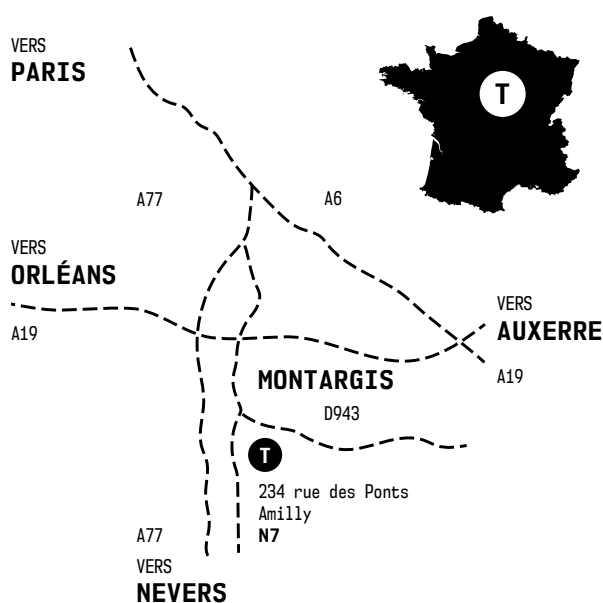 VERS
PARIS
T
A77
A6
VERS
ORLÉANS
A19
VERS
AUXERRE
A19
MONTARGIS
D943
T
234 rue des Ponts
Amilly
N7
A77
VERS
NEVERS